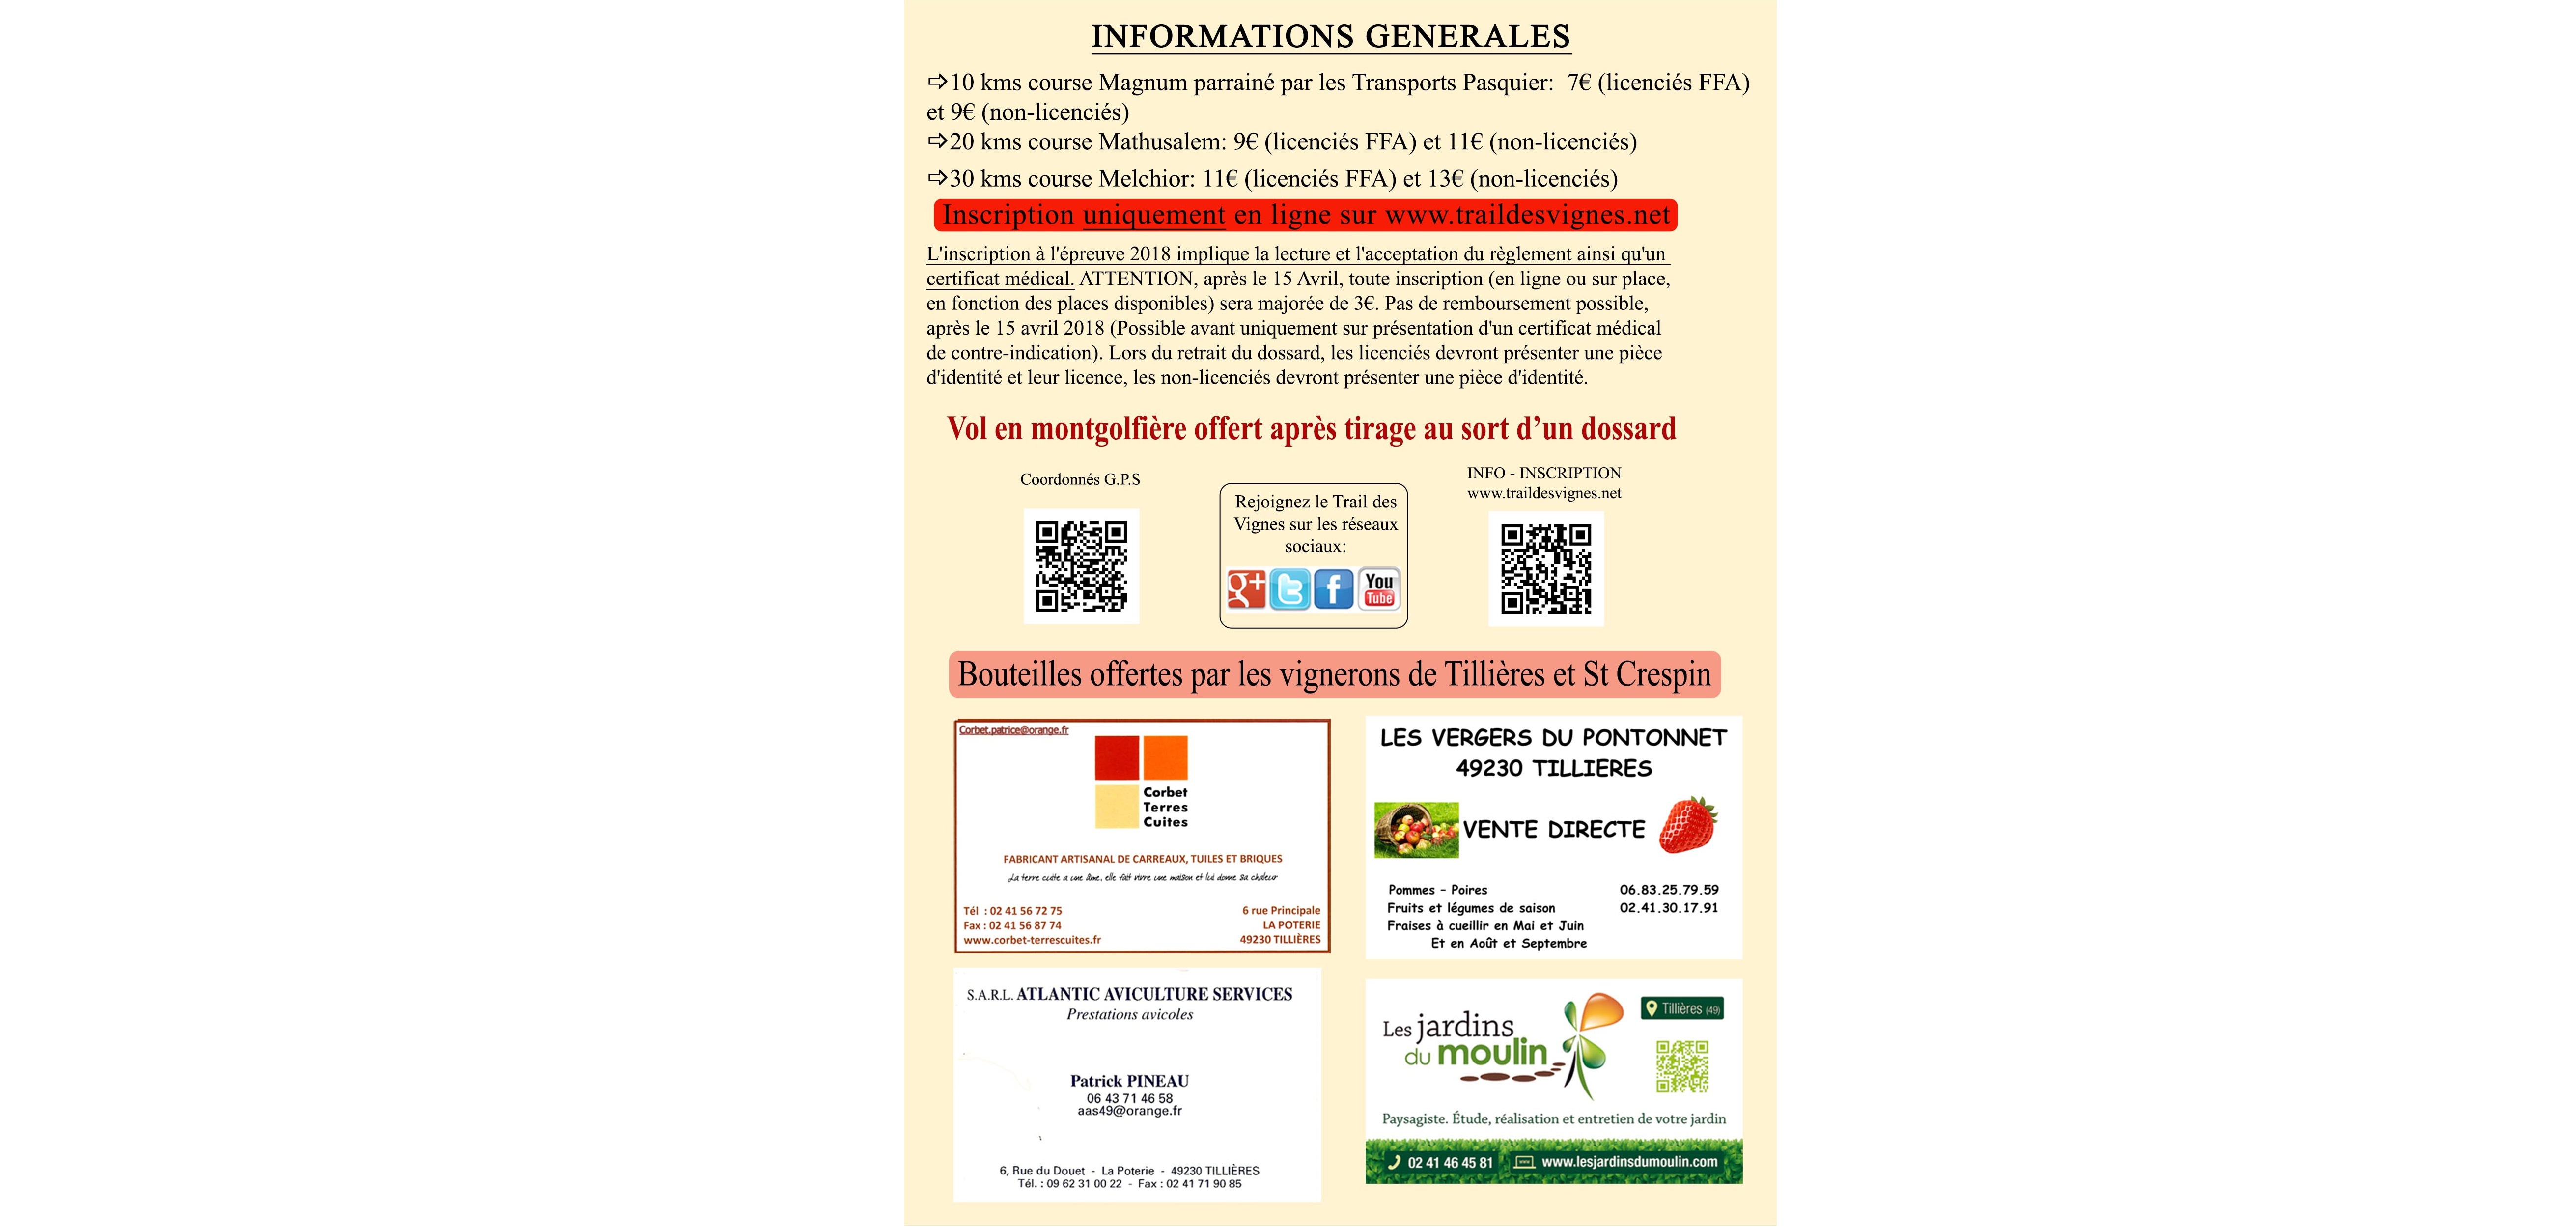 INFORMATIONS GENERALES
⇨10 kms course Magnum parrainé par les Transports Pasquier: 7€ (licenciés FFA)
et 9€ (non-licenciés)
⇨20 kms course Mathusalem: 9€ (licenciés FFA) et 11€ (non-licenciés)
⇨30 kms course Melchior: 11€ (licenciés FFA) et 13€ (non-licenciés)
Inscription uniquement en ligne sur www.traildesvignes.net
L'inscription à l'épreuve 2018 implique la lecture et l'acceptation du règlement ainsi qu'un
certificat médical. ATTENTION, après le 15 Avril, toute inscription (en ligne ou sur place,
en fonction des places disponibles) sera majorée de 3€. Pas de remboursement possible,
après le 15 avril 2018 (Possible avant uniquement sur présentation d'un certificat médical
de contre-indication). Lors du retrait du dossard, les licenciés devront présenter une pièce
d'identité et leur licence, les non-licenciés devront présenter une pièce d'identité.
Vol en montgolfière offert après tirage au sort d’un dossard
Coordonnés G.P.S
Rejoignez le Trail des
Vignes sur les réseaux
sociaux:
g+ t f You Tube
INFO - INSCRIPTION
www.traildesvignes.net
Bouteilles offertes par les vignerons de Tillières et St Crespin
Corbet.patrice@orange.fr
Corbet
Terres
Cuites
FABRICANT ARTISANAL DE CARREAUX, TUILES ET BRIQUES
La terre cuite a une âme, elle fait vivre une maison et lui donne sa chaleur
Tél : 02 41 56 72 75
Fax : 02 41 56 87 74
www.corbet-terrescuites.fr
6 rue Principale
LA POTERIE
49230 TILLIÈRES
LES VERGERS DU PONTONNET
49230 TILLIERES
VENTE DIRECTE
Pommes - Poires
Fruits et légumes de saison
Fraises à cueillir en Mai et Juin
Et en Août et Septembre
06.83.25.79.59
02.41.30.17.91
S.A.R.L. ATLANTIC AVICULTURE SERVICES
Prestations avicoles
Patrick PINEAU
06 43 71 46 58
aas49@orange.fr
6, Rue du Douet - La Poterie - 49230 TILLIÈRES
Tél. : 09 62 31 00 22 - Fax : 02 41 71 90 85
Les jardins
du moulin
Tillières (49)
Paysagiste. Étude, réalisation et entretien de votre jardin
02 41 46 45 81 www.lesjardinsdumoulin.com